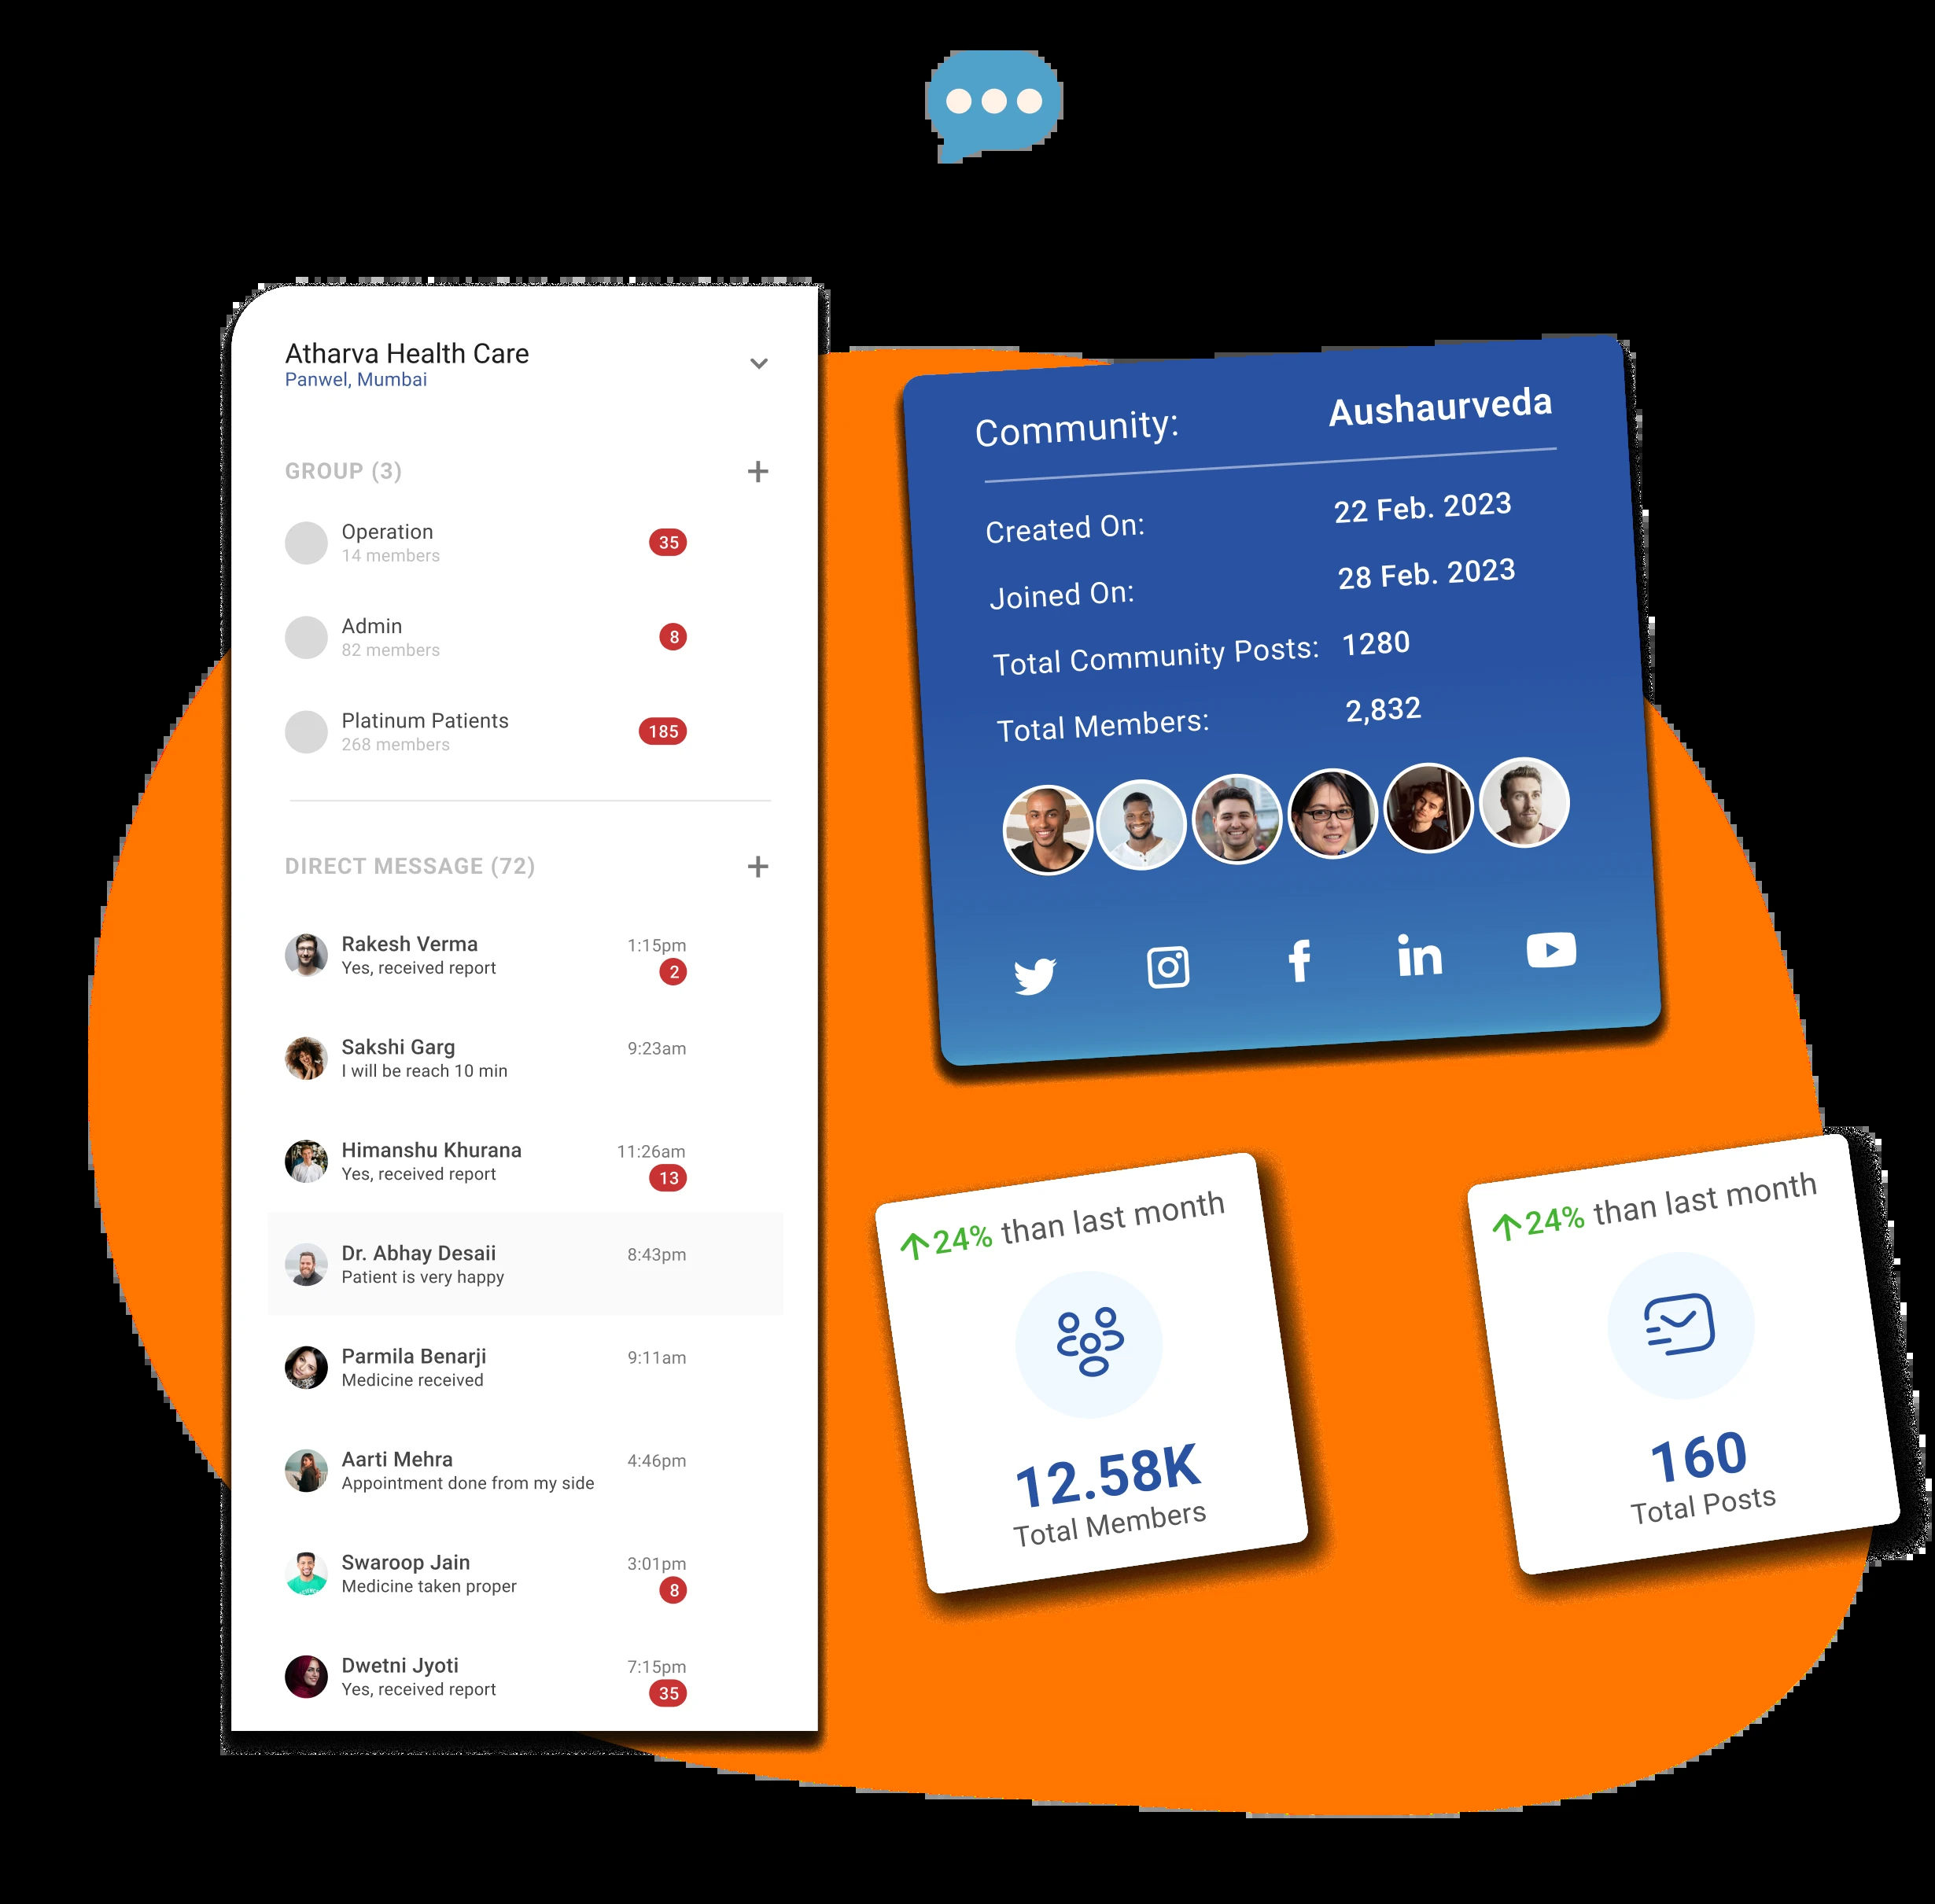 Atharva Health Care
Panwel, Mumbai
GROUP (3)
Operation
14 members
35
Admin
82 members
8
Platinum Patients
268 members
185
DIRECT MESSAGE (72)
Rakesh Verma 1:15pm
Yes, received report 2
Sakshi Garg 9:23am
I will be reach 10 min
Himanshu Khurana 11:26am
Yes, received report 13
Dr. Abhay Desaii 8:43pm
Patient is very happy
Parmila Benarji 9:11am
Medicine received
Aarti Mehra 4:46pm
Appointment done from my side
Swaroop Jain 3:01pm
Medicine taken proper 8
Dwetni Jyoti 7:15pm
Yes, received report 35
Community: Aushaurveda
Created On: 22 Feb. 2023
Joined On: 28 Feb. 2023
Total Community Posts: 1280
Total Members: 2,832
↑24% than last month
12.58K
Total Members
↑24% than last month
160
Total Posts